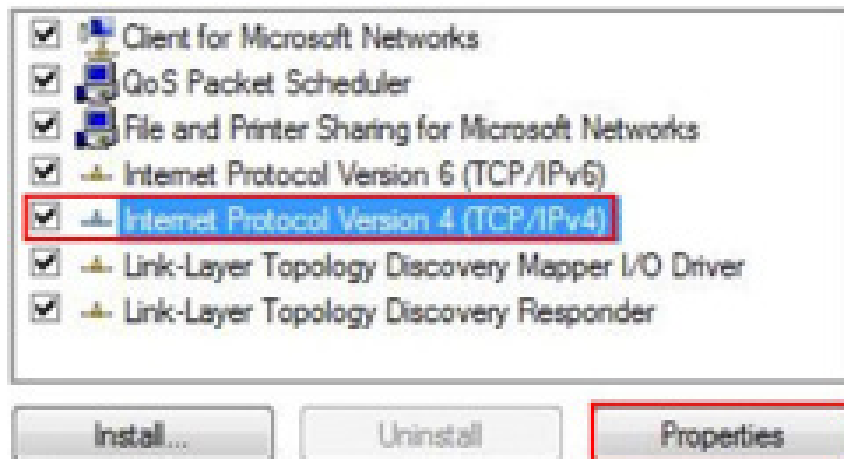 Client for Microsoft Networks
QoS Packet Scheduler
File and Printer Sharing for Microsoft Networks
Internet Protocol Version 6 (TCP/IPv6)
Internet Protocol Version 4 (TCP/IPv4)
Link-Layer Topology Discovery Mapper I/O Driver
Link-Layer Topology Discovery Responder
Install... Uninstall Properties